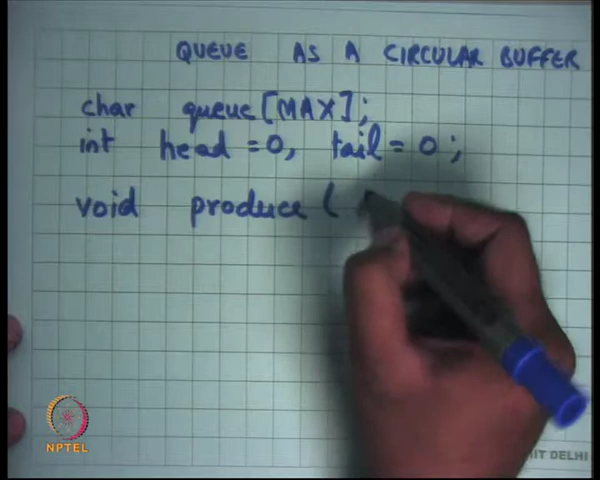 QUEUE AS A CIRCULAR BUFFER
char queue[MAX];
int head = 0, tail = 0;
void produce (
NPTEL
IIT DELHI